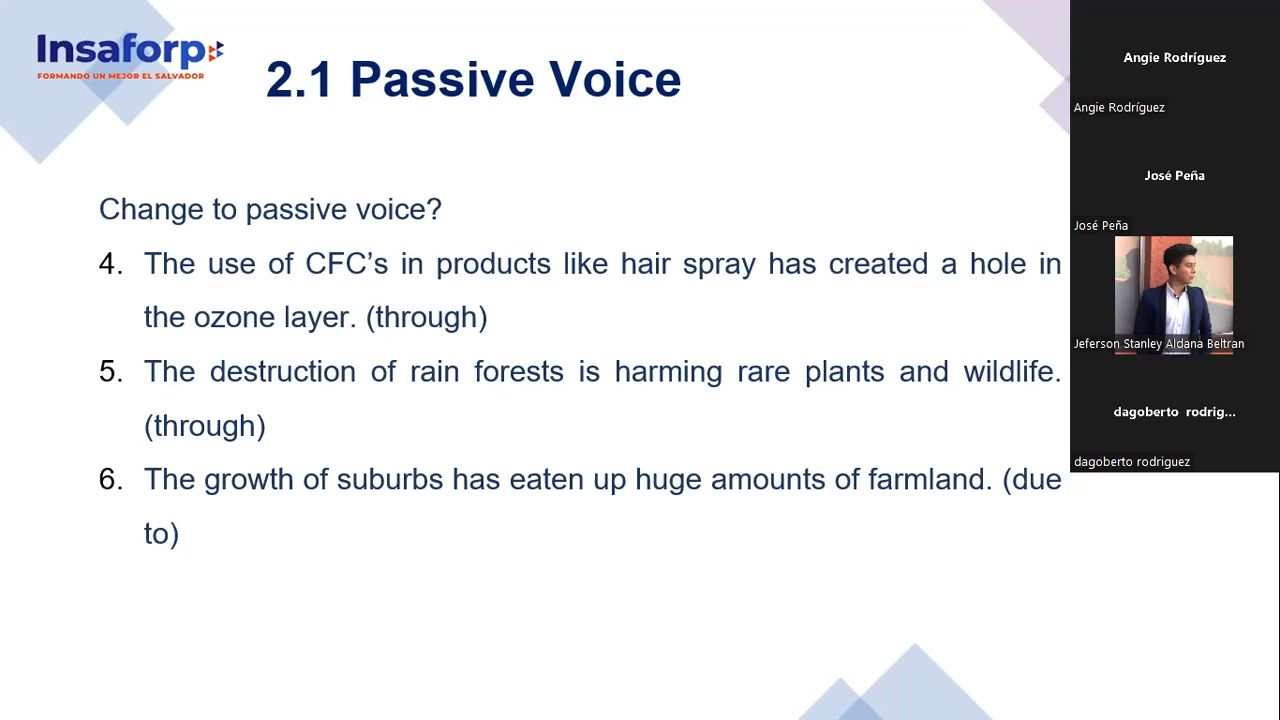 Insaforp
FORMANDO UN MEJOR EL SALVADOR
2.1 Passive Voice
Change to passive voice?
4. The use of CFC’s in products like hair spray has created a hole in
the ozone layer. (through)
5. The destruction of rain forests is harming rare plants and wildlife.
(through)
6. The growth of suburbs has eaten up huge amounts of farmland. (due
to)
Angie Rodríguez
Angie Rodríguez
José Peña
José Peña
Jeferson Stanley Aldana Beltran
dagoberto rodrig...
dagoberto rodriguez